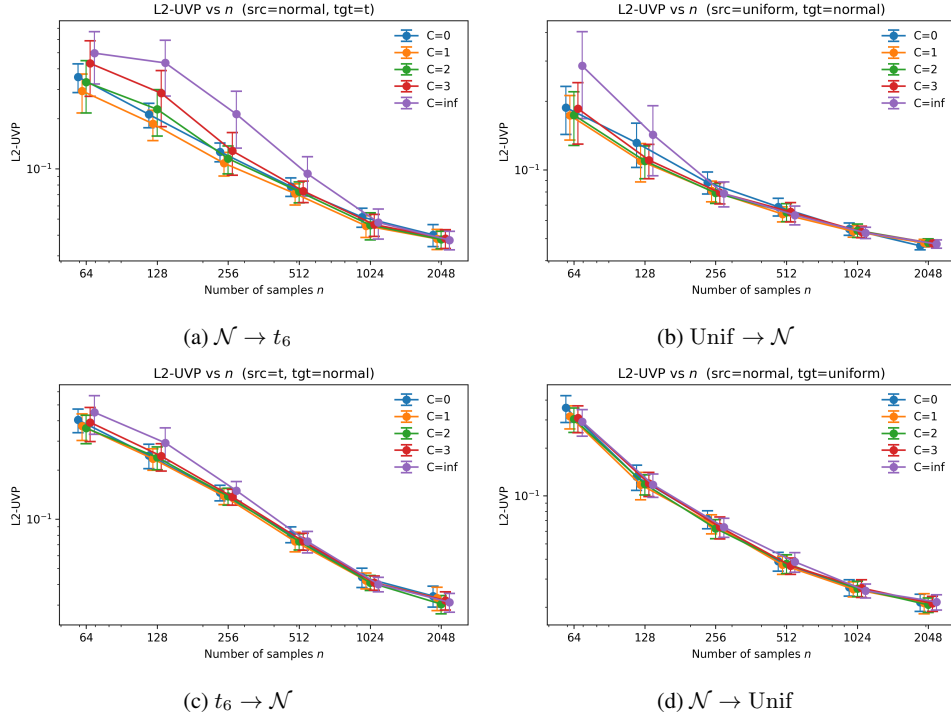 L2-UVP vs n (src=normal, tgt=t)
L2-UVP
10⁻¹
C=0
C=1
C=2
C=3
C=inf
64 128 256 512 1024 2048
Number of samples n
(a) 𝒩 → t₆
L2-UVP vs n (src=uniform, tgt=normal)
L2-UVP
10⁻¹
C=0
C=1
C=2
C=3
C=inf
64 128 256 512 1024 2048
Number of samples n
(b) Unif → 𝒩
L2-UVP vs n (src=t, tgt=normal)
L2-UVP
10⁻¹
C=0
C=1
C=2
C=3
C=inf
64 128 256 512 1024 2048
Number of samples n
(c) t₆ → 𝒩
L2-UVP vs n (src=normal, tgt=uniform)
L2-UVP
10⁻¹
C=0
C=1
C=2
C=3
C=inf
64 128 256 512 1024 2048
Number of samples n
(d) 𝒩 → Unif